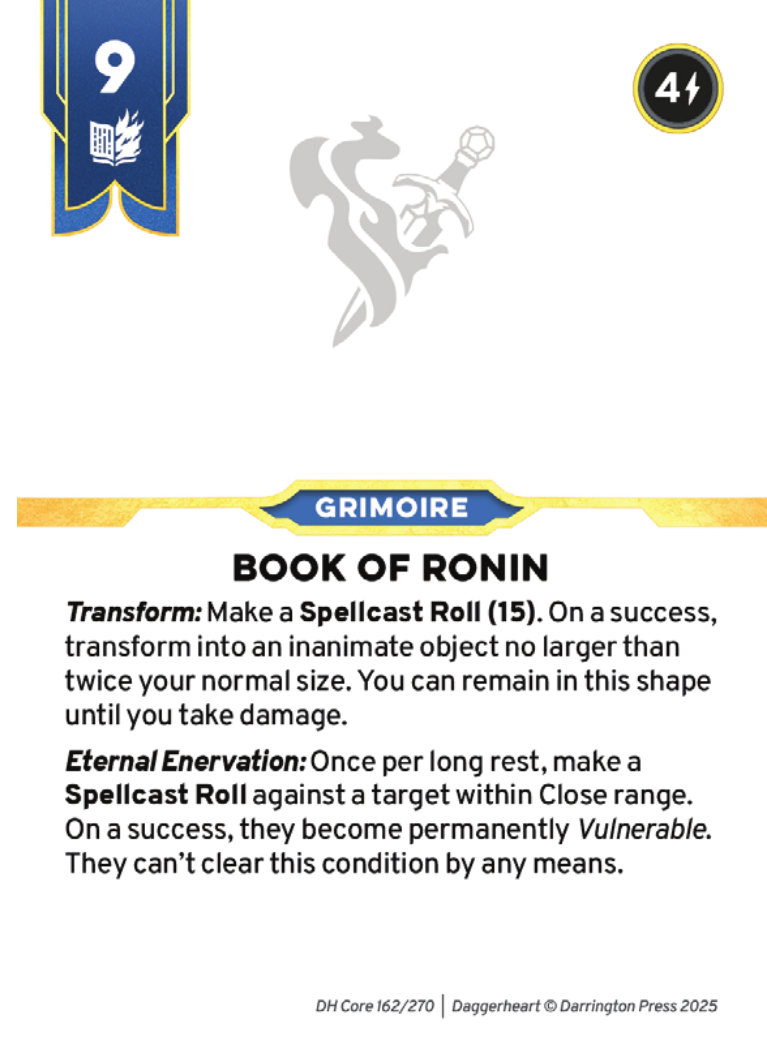 9
4
GRIMOIRE
BOOK OF RONIN
Transform: Make a Spellcast Roll (15). On a success,
transform into an inanimate object no larger than
twice your normal size. You can remain in this shape
until you take damage.
Eternal Enervation: Once per long rest, make a
Spellcast Roll against a target within Close range.
On a success, they become permanently Vulnerable.
They can't clear this condition by any means.
DH Core 162/270 | Daggerheart © Darrington Press 2025